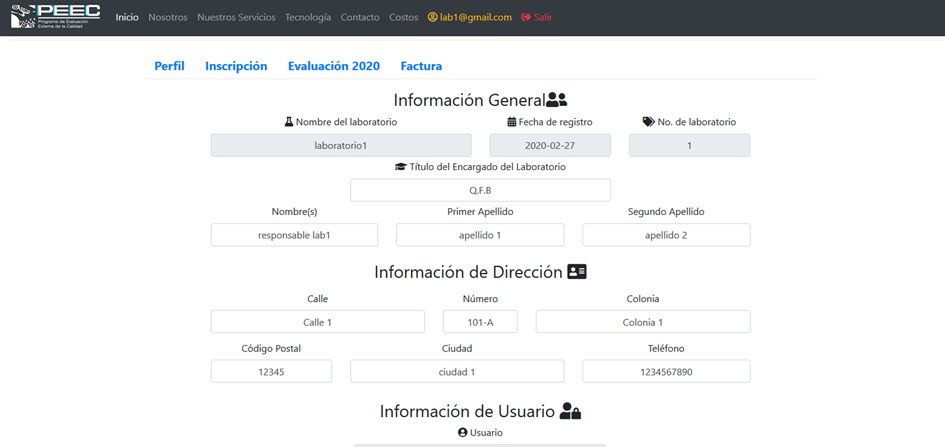 PEEC
Programa de Evaluación
Externa de la Calidad
Inicio Nosotros Nuestros Servicios Tecnología Contacto Costos lab1@gmail.com Salir
Perfil Inscripción Evaluación 2020 Factura
Información General
Nombre del laboratorio Fecha de registro No. de laboratorio
laboratorio1 2020-02-27 1
Título del Encargado del Laboratorio
Q.F.B
Nombre(s) Primer Apellido Segundo Apellido
responsable lab1 apellido 1 apellido 2
Información de Dirección
Calle Número Colonia
Calle 1 101-A Colonia 1
Código Postal Ciudad Teléfono
12345 ciudad 1 1234567890
Información de Usuario
Usuario